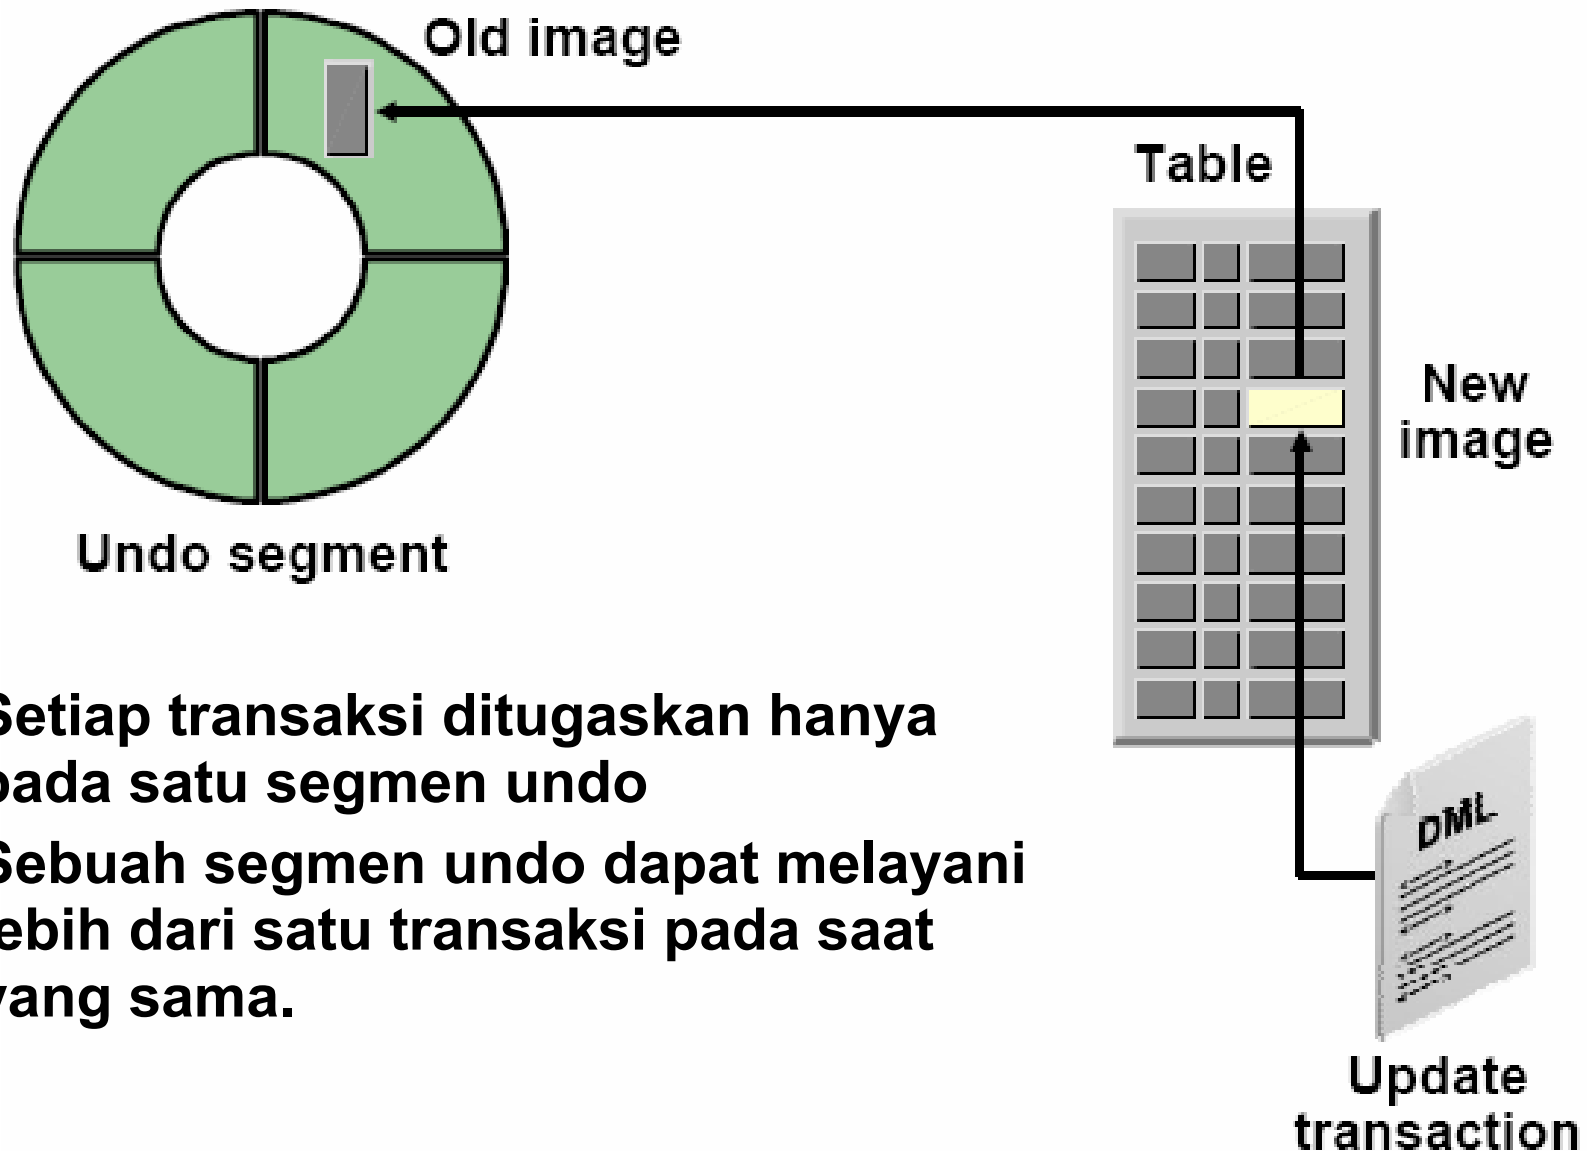 Old image
Table
New
image
Undo segment
Setiap transaksi ditugaskan hanya
pada satu segmen undo
Sebuah segmen undo dapat melayani
lebih dari satu transaksi pada saat
yang sama.
DML
Update
transaction